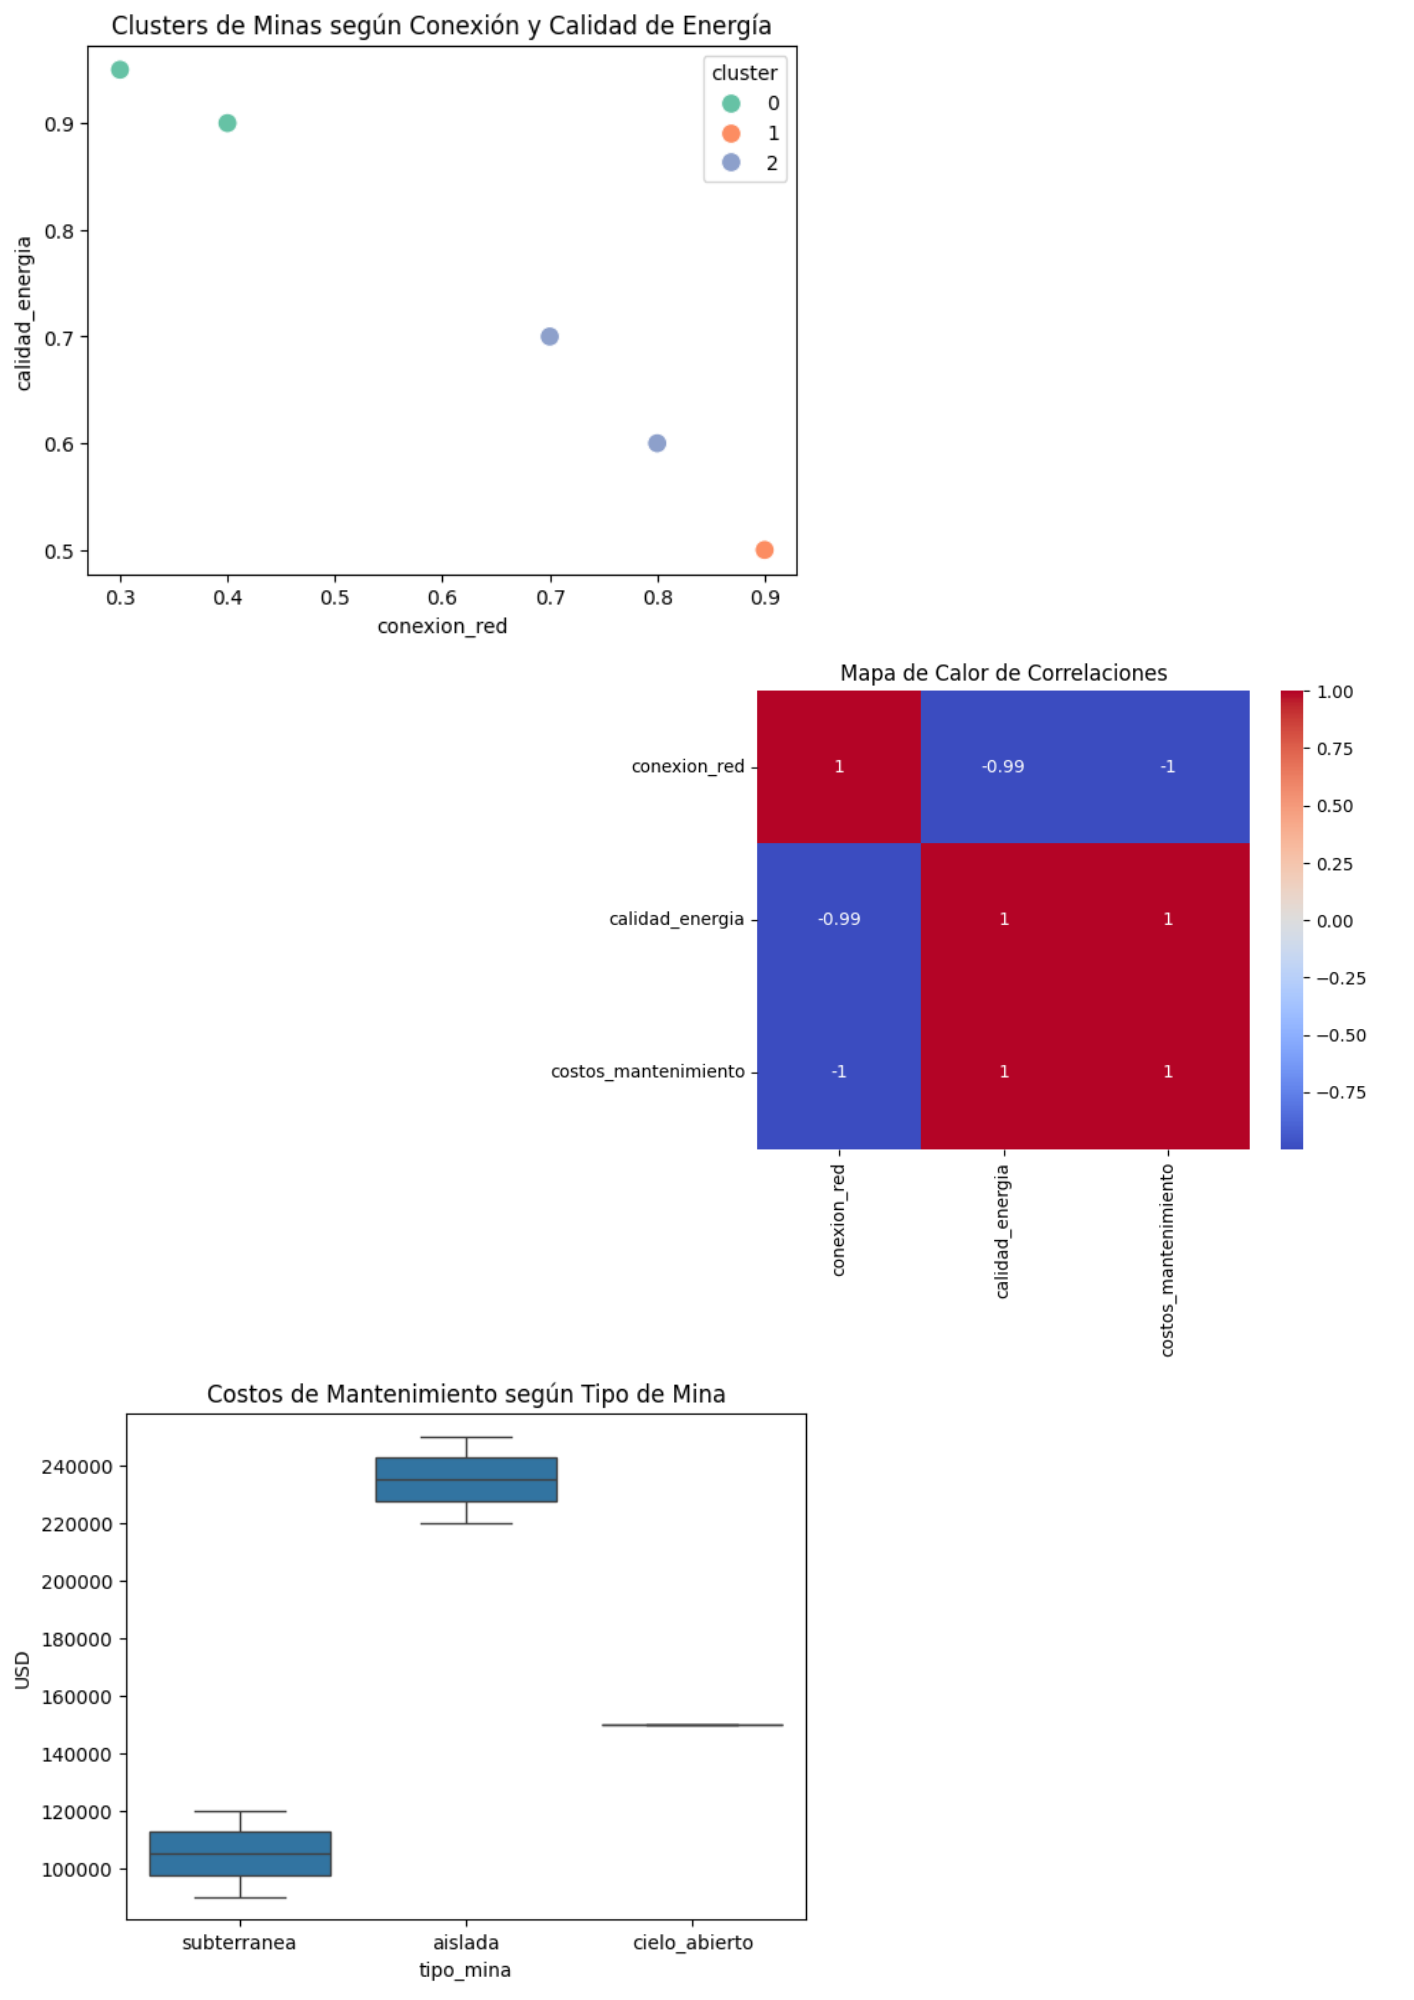 Clusters de Minas según Conexión y Calidad de Energía
cluster
0
1
2
calidad_energia
0.9
0.8
0.7
0.6
0.5
0.3 0.4 0.5 0.6 0.7 0.8 0.9
conexion_red
Mapa de Calor de Correlaciones
conexion_red 1 -0.99 -1
calidad_energia -0.99 1 1
costos_mantenimiento -1 1 1
conexion_red calidad_energia costos_mantenimiento
1.00
0.75
0.50
0.25
0.00
−0.25
−0.50
−0.75
Costos de Mantenimiento según Tipo de Mina
USD
240000
220000
200000
180000
160000
140000
120000
100000
subterranea aislada cielo_abierto
tipo_mina